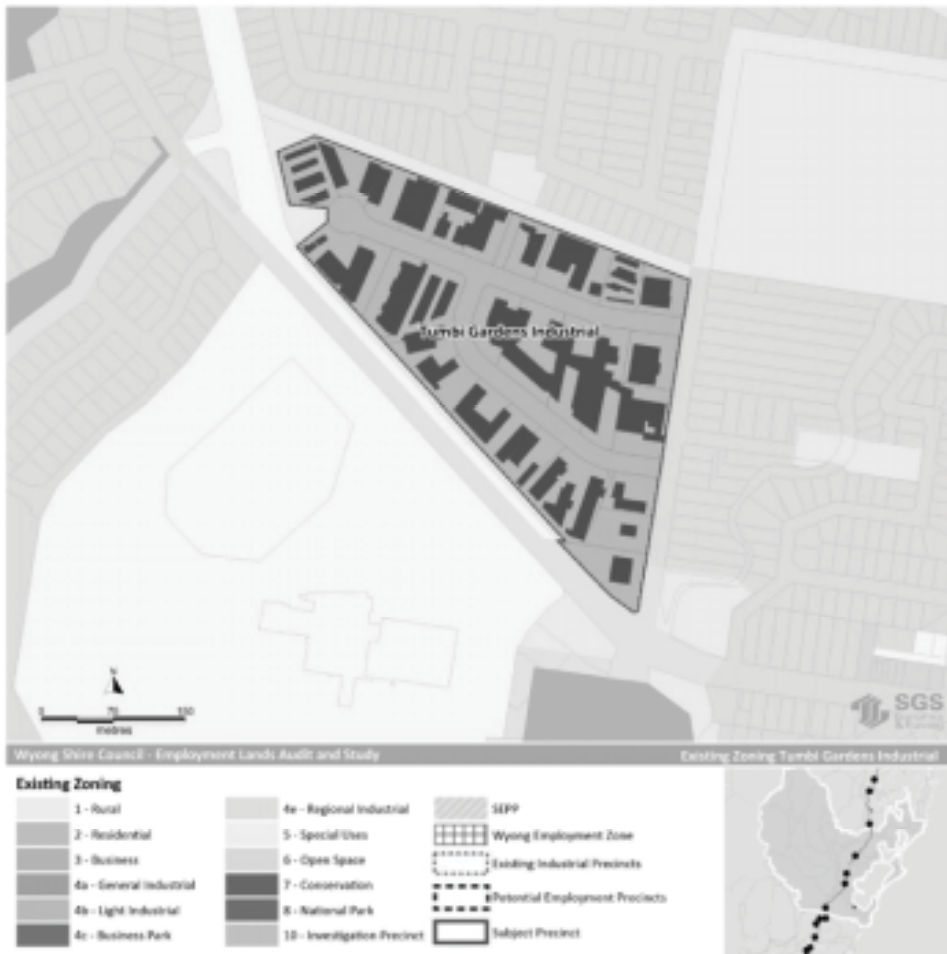 Tumbi Gardens Industrial
N
0 75 150
metres
SGS
Wyong Shire Council - Employment Lands Audit and Study
Existing Zoning Tumbi Gardens Industrial
Existing Zoning
1 - Rural
2 - Residential
3 - Business
4a - General Industrial
4b - Light Industrial
4c - Business Park
4e - Regional Industrial
5 - Special Uses
6 - Open Space
7 - Conservation
8 - National Park
10 - Investigation Precinct
SEPP
Wyong Employment Zone
Existing Industrial Precincts
Potential Employment Precincts
Subject Precinct